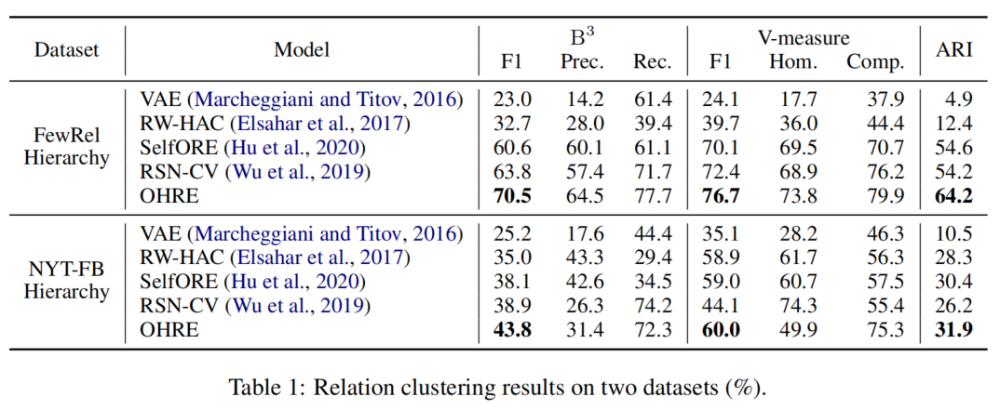 Dataset Model B³ V-measure ARI
F1 Prec. Rec. F1 Hom. Comp.
FewRel Hierarchy
VAE (Marcheggiani and Titov, 2016) 23.0 14.2 61.4 24.1 17.7 37.9 4.9
RW-HAC (Elsahar et al., 2017) 32.7 28.0 39.4 39.7 36.0 44.4 12.4
SelfORE (Hu et al., 2020) 60.6 60.1 61.1 70.1 69.5 70.7 54.6
RSN-CV (Wu et al., 2019) 63.8 57.4 71.7 72.4 68.9 76.2 54.2
OHRE 70.5 64.5 77.7 76.7 73.8 79.9 64.2
NYT-FB Hierarchy
VAE (Marcheggiani and Titov, 2016) 25.2 17.6 44.4 35.1 28.2 46.3 10.5
RW-HAC (Elsahar et al., 2017) 35.0 43.3 29.4 58.9 61.7 56.3 28.3
SelfORE (Hu et al., 2020) 38.1 42.6 34.5 59.0 60.7 57.5 30.4
RSN-CV (Wu et al., 2019) 38.9 26.3 74.2 44.1 74.3 55.4 26.2
OHRE 43.8 31.4 72.3 60.0 49.9 75.3 31.9
Table 1: Relation clustering results on two datasets (%).